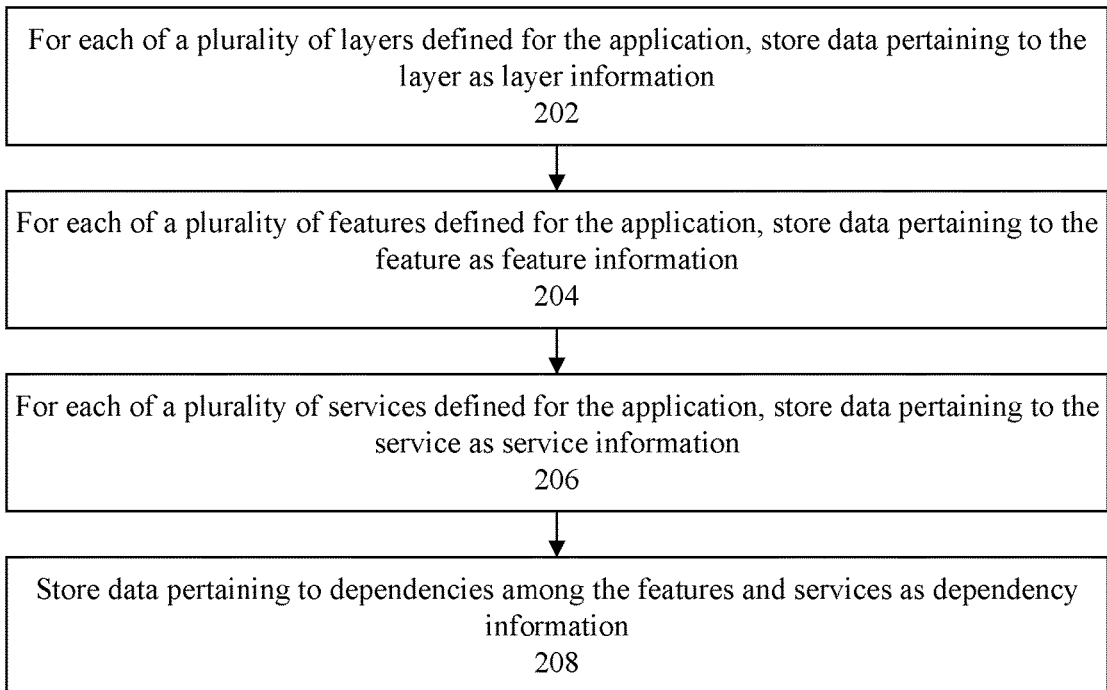 For each of a plurality of layers defined for the application, store data pertaining to the
layer as layer information
202
For each of a plurality of features defined for the application, store data pertaining to the
feature as feature information
204
For each of a plurality of services defined for the application, store data pertaining to the
service as service information
206
Store data pertaining to dependencies among the features and services as dependency
information
208